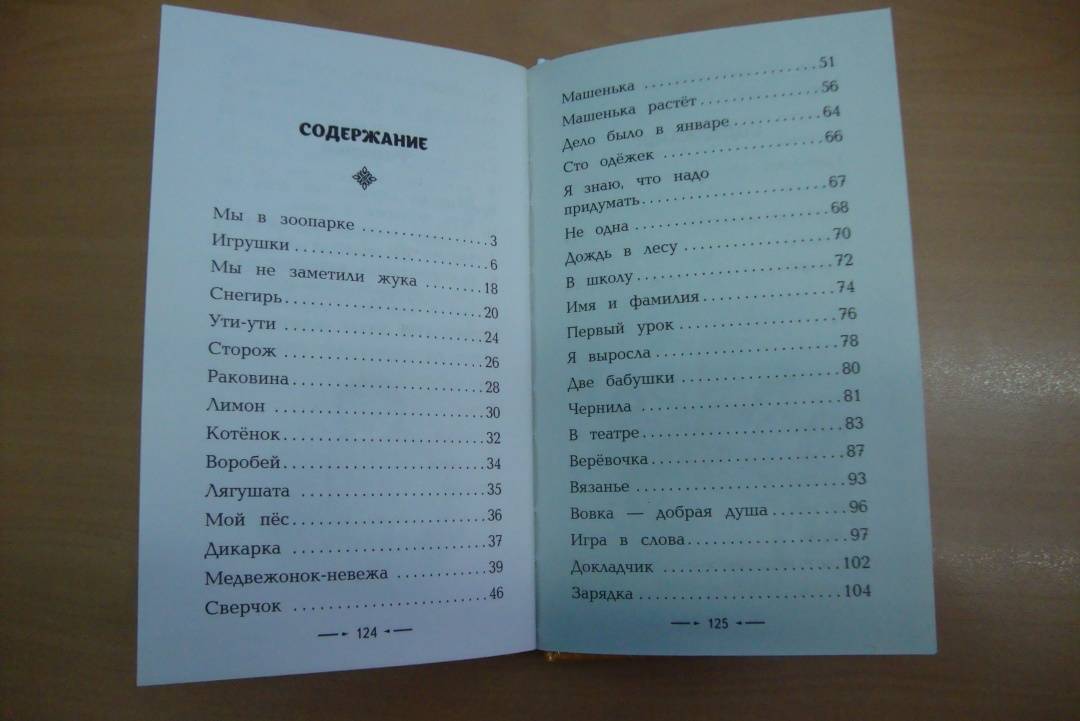 СОДЕРЖАНИЕ
Мы в зоопарке ................. 3
Игрушки ......................... 6
Мы не заметили жука ........ 18
Снегирь ......................... 20
Ути-ути ......................... 24
Сторож ......................... 26
Раковина ......................... 28
Лимон ......................... 30
Котёнок ......................... 32
Воробей ......................... 34
Лягушата ......................... 35
Мой пёс ......................... 36
Дикарка ......................... 37
Медвежонок-невежа ............ 39
Сверчок ......................... 46
124
Машенька ......................... 51
Машенька растёт ................. 56
Дело было в январе ............ 64
Сто одёжек ......................... 66
Я знаю, что надо
придумать ......................... 67
Не одна ......................... 68
Дождь в лесу ..................... 70
В школу ......................... 72
Имя и фамилия ................. 74
Первый урок ..................... 76
Я выросла ......................... 78
Две бабушки ..................... 80
Чернила ......................... 81
В театре ......................... 83
Верёвочка ......................... 87
Вязанье ......................... 93
Вовка — добрая душа ......... 96
Игра в слова ..................... 97
Докладчик ......................... 102
Зарядка ......................... 104
125